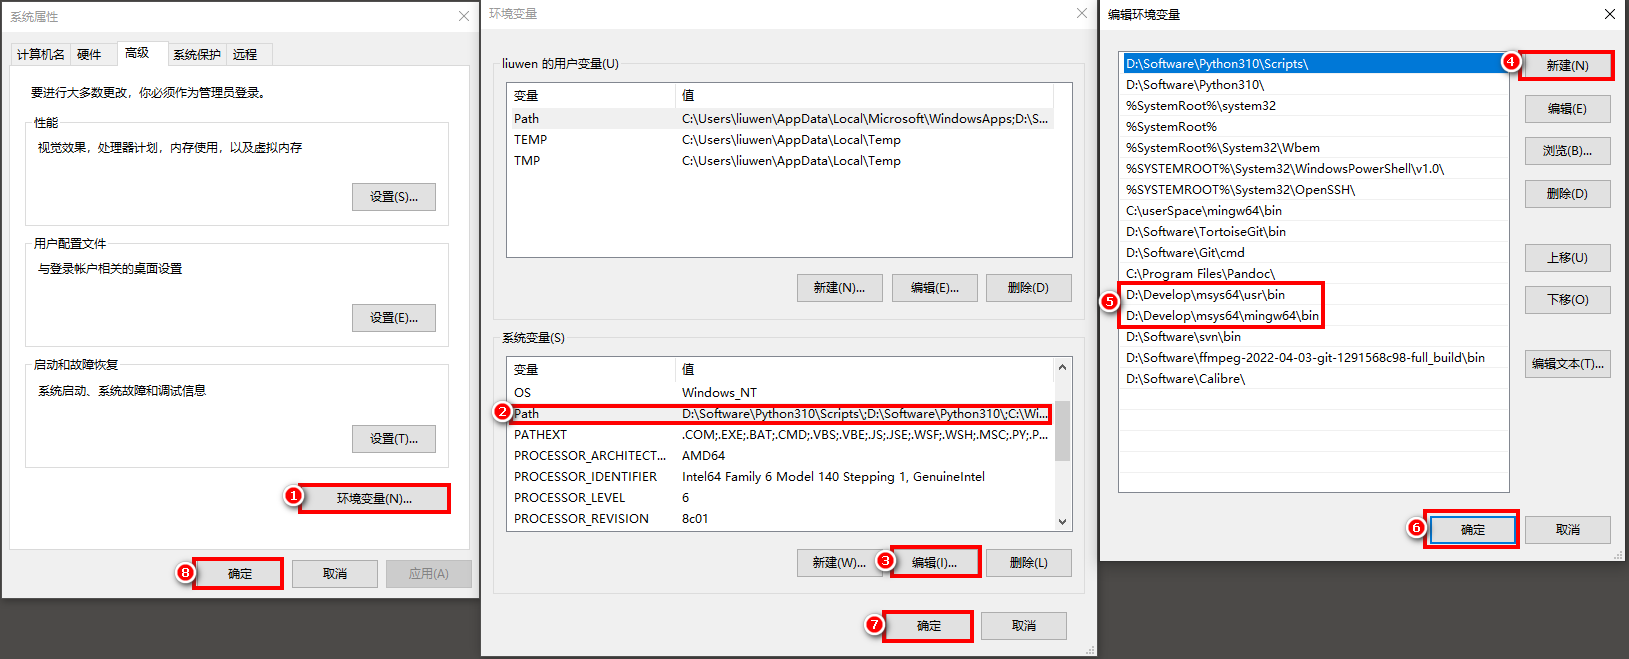 系统属性
计算机名
硬件
高级
系统保护
远程
要进行大多数更改，你必须作为管理员登录。
性能
视觉效果，处理器计划，内存使用，以及虚拟内存
设置(S)...
用户配置文件
与登录帐户相关的桌面设置
设置(E)...
启动和故障恢复
系统启动、系统故障和调试信息
设置(T)...
1
环境变量(N)...
8
确定
取消
应用(A)
环境变量
liuwen 的用户变量(U)
变量 值
Path C:\Users\liuwen\AppData\Local\Microsoft\WindowsApps;D:\S...
TEMP C:\Users\liuwen\AppData\Local\Temp
TMP C:\Users\liuwen\AppData\Local\Temp
新建(N)...
编辑(E)...
删除(D)
系统变量(S)
变量 值
OS Windows_NT
2
Path D:\Software\Python310\Scripts\;D:\Software\Python310\;C:\Wi...
PATHEXT .COM;.EXE;.BAT;.CMD;.VBS;.VBE;.JS;.JSE;.WSF;.WSH;.MSC;.PY;.P...
PROCESSOR_ARCHITECT... AMD64
PROCESSOR_IDENTIFIER Intel64 Family 6 Model 140 Stepping 1, GenuineIntel
PROCESSOR_LEVEL 6
PROCESSOR_REVISION 8c01
新建(W)...
3
编辑(I)...
删除(L)
7
确定
取消
编辑环境变量
D:\Software\Python310\Scripts\
D:\Software\Python310\
%SystemRoot%\system32
%SystemRoot%
%SystemRoot%\System32\Wbem
%SYSTEMROOT%\System32\WindowsPowerShell\v1.0\
%SYSTEMROOT%\System32\OpenSSH\
C:\userSpace\mingw64\bin
D:\Software\TortoiseGit\bin
D:\Software\Git\cmd
C:\Program Files\Pandoc\
5
D:\Develop\msys64\usr\bin
D:\Develop\msys64\mingw64\bin
D:\Software\svn\bin
D:\Software\ffmpeg-2022-04-03-git-1291568c98-full_build\bin
D:\Software\Calibre\
4
新建(N)
编辑(E)
浏览(B)...
删除(D)
上移(U)
下移(O)
编辑文本(T)...
6
确定
取消